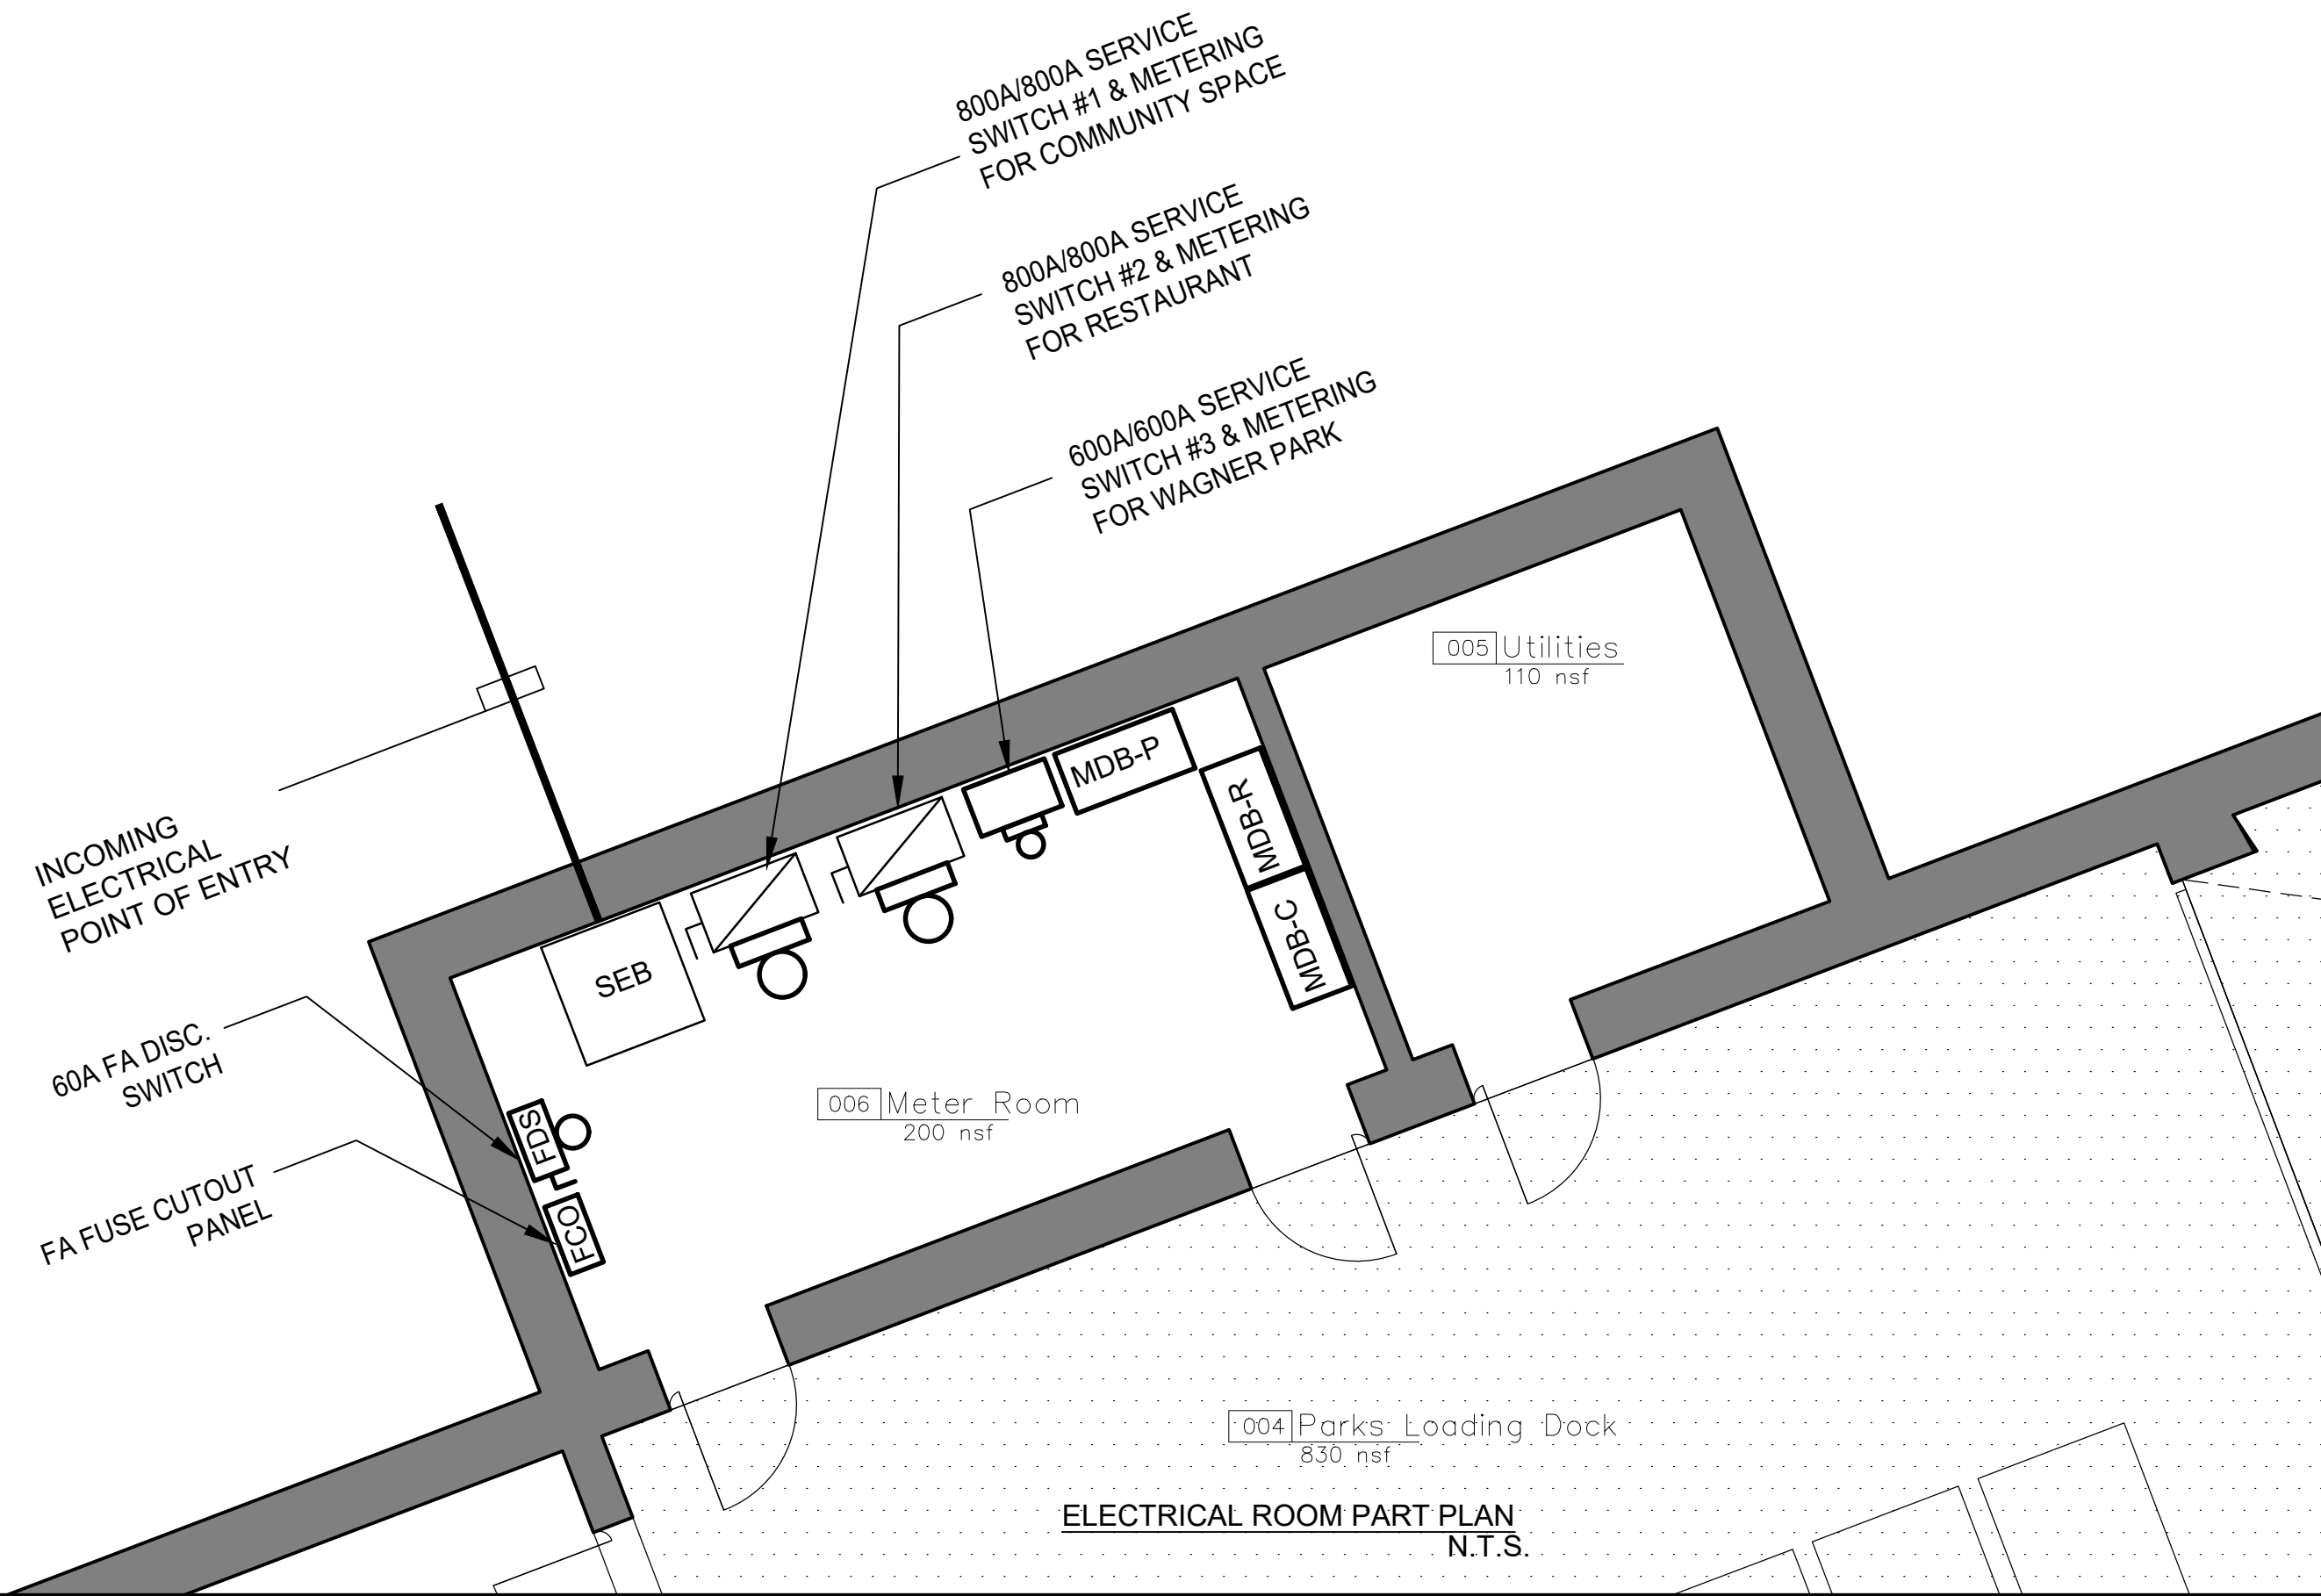 800A/800A SERVICE
SWITCH #1 & METERING
FOR COMMUNITY SPACE
800A/800A SERVICE
SWITCH #2 & METERING
FOR RESTAURANT
600A/600A SERVICE
SWITCH #3 & METERING
FOR WAGNER PARK
005 Utilities
110 nsf
MDB-P
MDB-R
MDB-C
INCOMING
ELECTRICAL
POINT OF ENTRY
SEB
60A FA DISC.
SWITCH
FDS
006 Meter Room
200 nsf
FA FUSE CUTOUT
PANEL
FCO
004 Parks Loading Dock
830 nsf
ELECTRICAL ROOM PART PLAN
N.T.S.